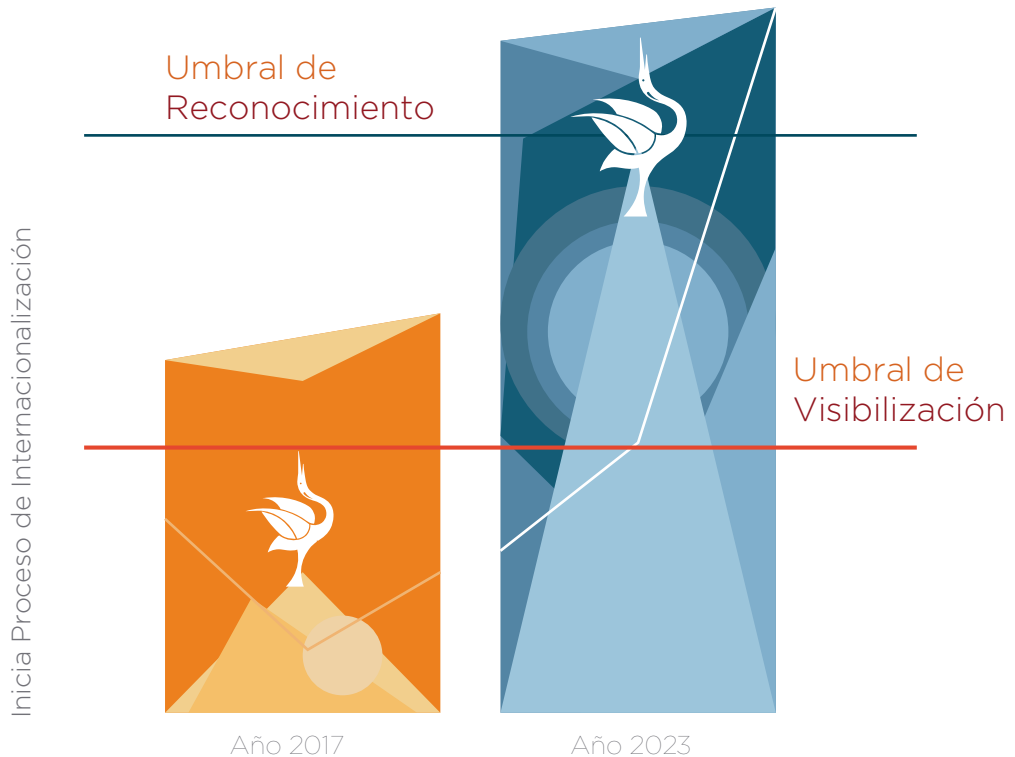 Umbral de
Reconocimiento
Inicia Proceso de Internacionalización
Umbral de
Visibilización
Año 2017
Año 2023